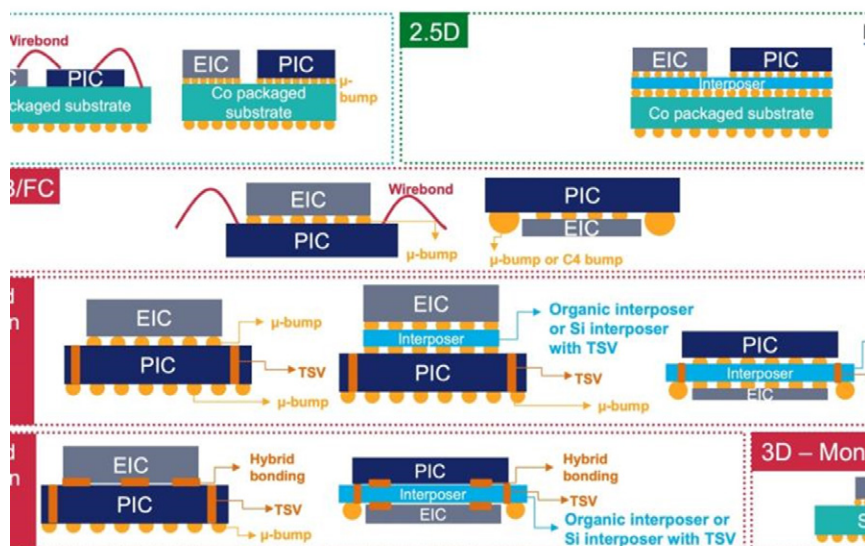 Wirebond
PIC
ckaged substrate
EIC
PIC
μ-
bump
Co packaged
substrate
2.5D
EIC
PIC
Interposer
Co packaged substrate
B/FC
EIC
Wirebond
PIC
μ-bump
PIC
EIC
μ-bump or C4 bump
d
n
EIC
μ-bump
PIC
TSV
μ-bump
EIC
Interposer
PIC
Organic interposer
or Si interposer
with TSV
TSV
μ-bump
PIC
Interposer
EIC
d
n
EIC
Hybrid
bonding
PIC
TSV
μ-bump
PIC
Interposer
EIC
Hybrid
bonding
TSV
Organic interposer or
Si interposer with TSV
3D – Mon
S